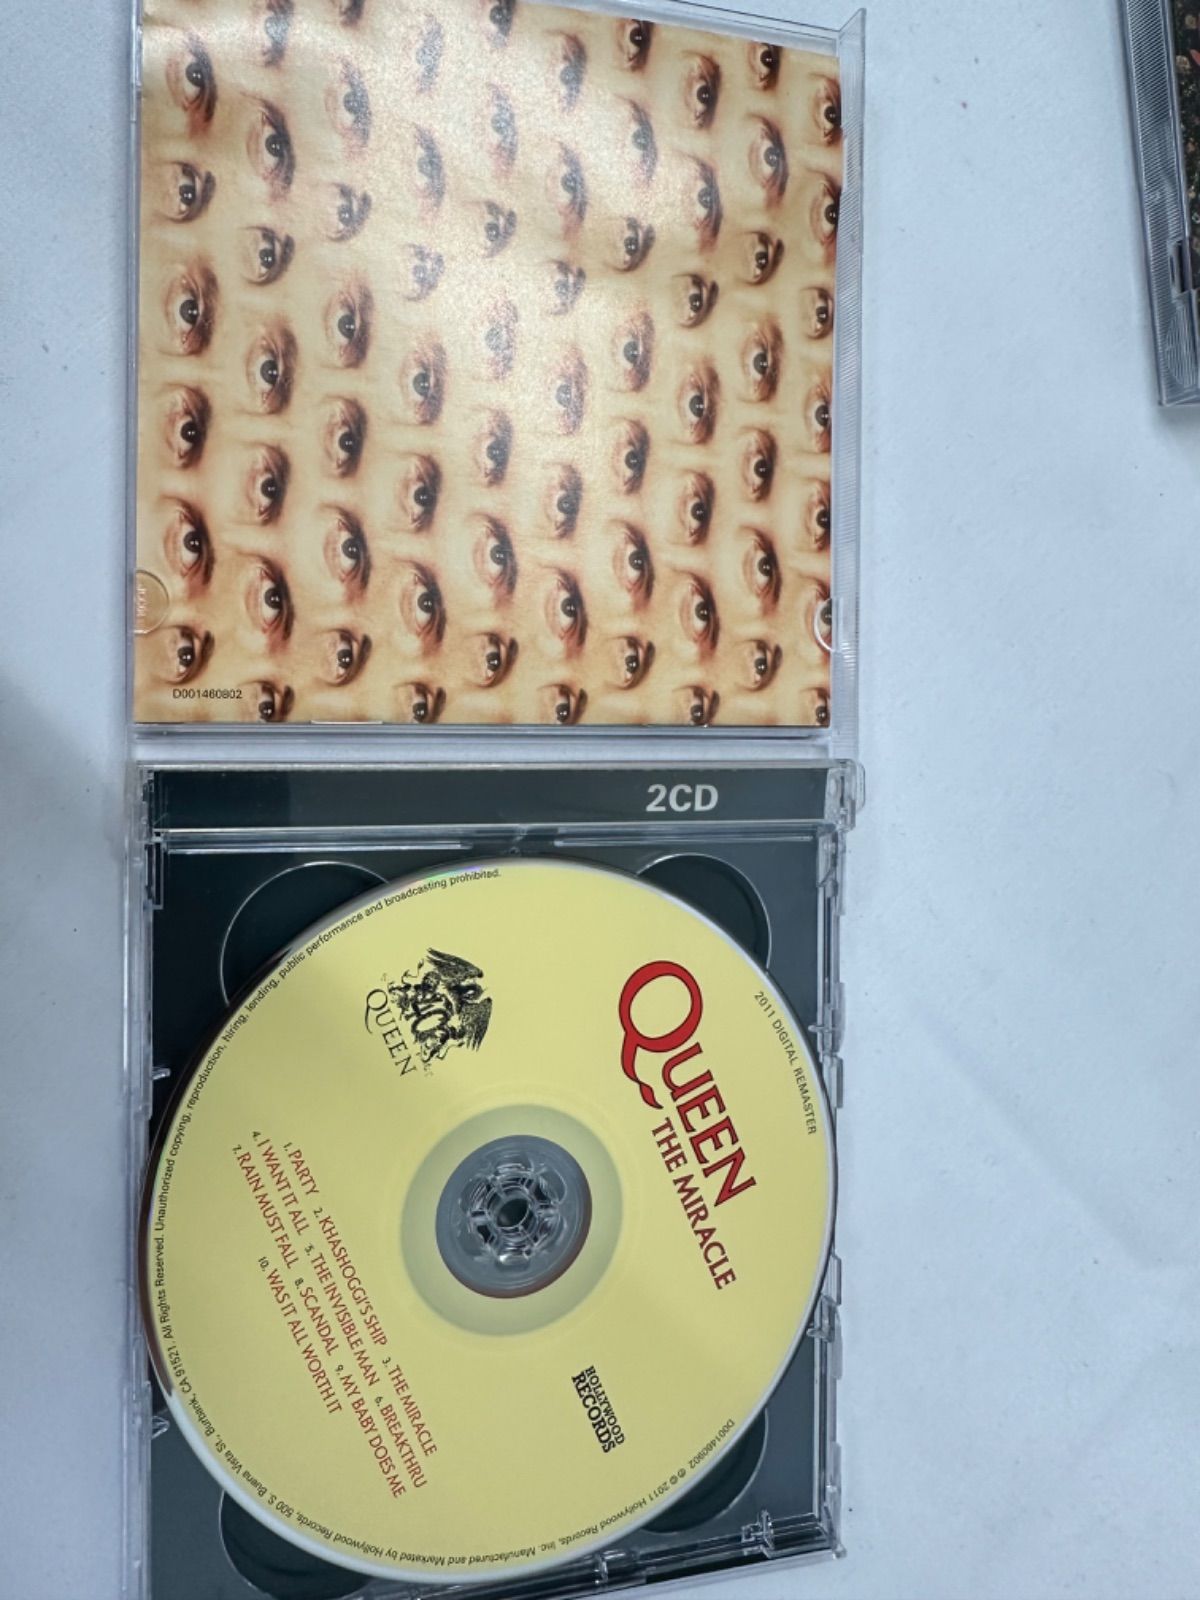 D001460802
2CD
2011 DIGITAL REMASTER
QUEEN
THE MIRACLE
QUEEN
HOLLYWOOD
RECORDS
1. PARTY 2. KHASHOGGI'S SHIP 3. THE MIRACLE
4. I WANT IT ALL 5. THE INVISIBLE MAN 6. BREAKTHRU
7. RAIN MUST FALL 8. SCANDAL 9. MY BABY DOES ME
10. WAS IT ALL WORTH IT
D001460902 ℗ © 2011 Hollywood Records, Inc. Manufactured and Marketed by Hollywood Records, 500 S. Buena Vista St., Burbank, CA 91521. All Rights Reserved. Unauthorized copying, reproduction, hiring, lending, public performance and broadcasting prohibited.